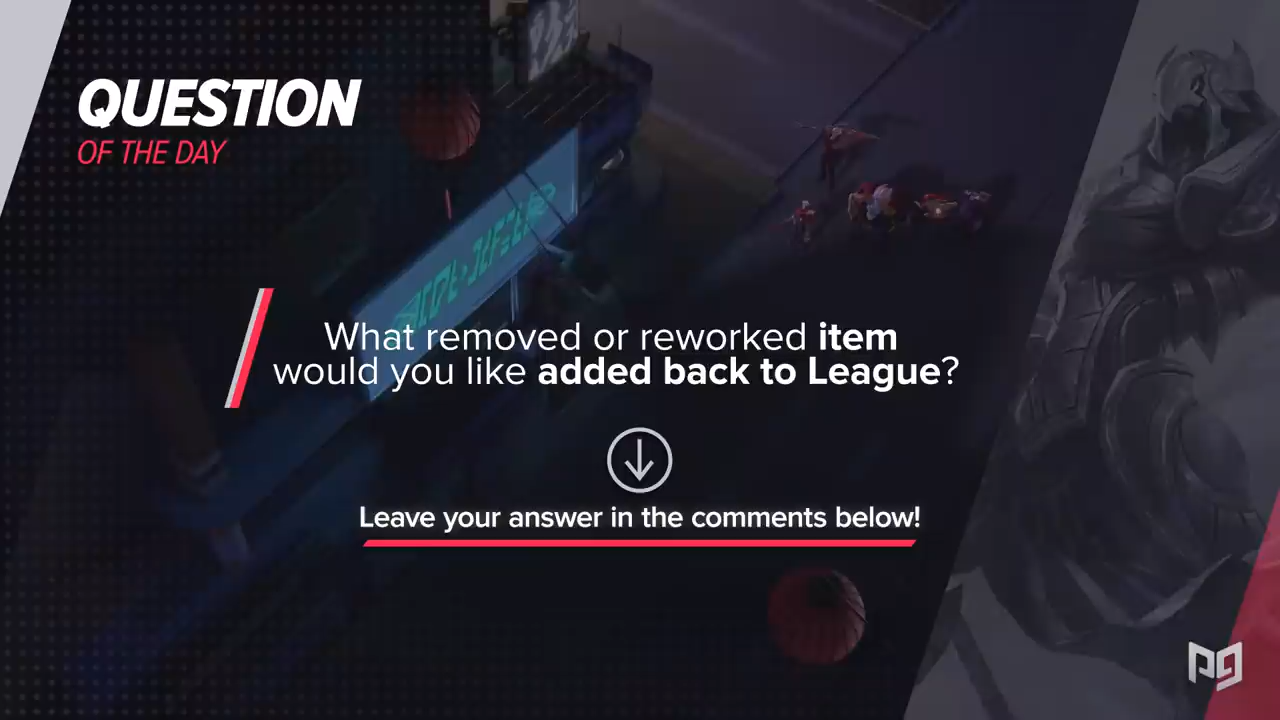 QUESTION
OF THE DAY
What removed or reworked item
would you like added back to League?
Leave your answer in the comments below!
pg